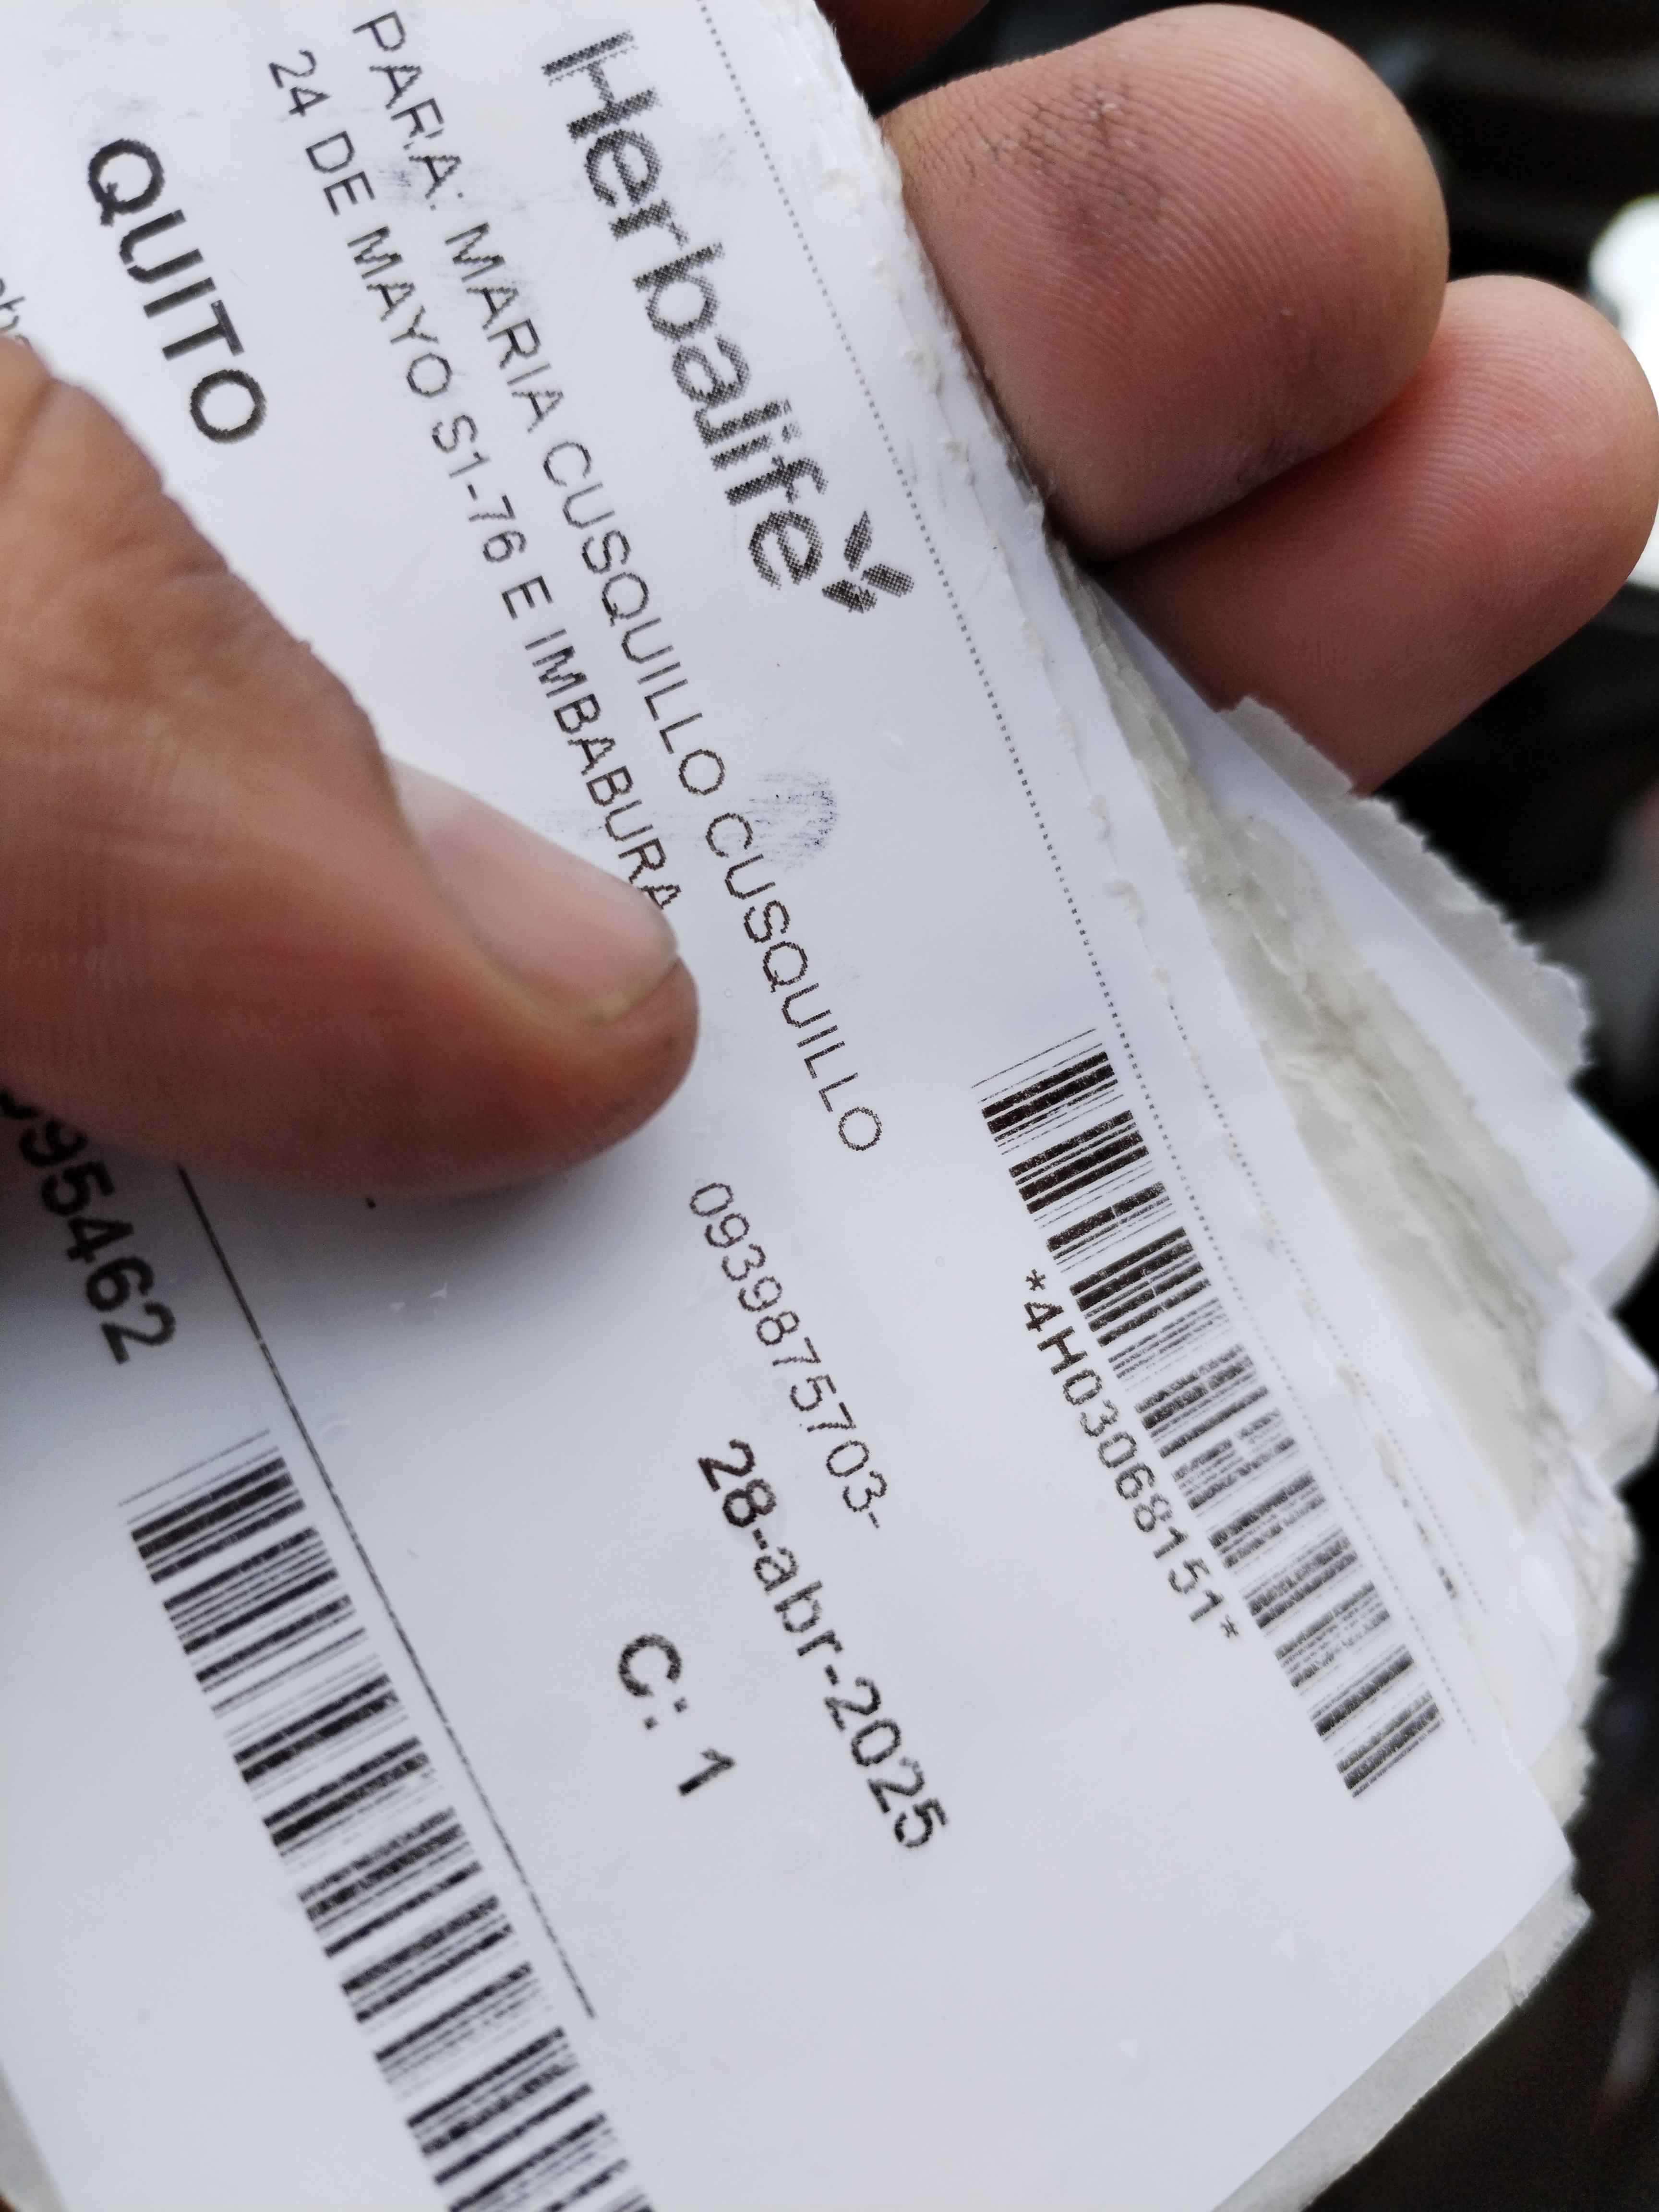 Herbalife
*4H03068151*
PARA: MARIA CUSQUILLO CUSQUILLO
24 DE MAYO S1-76 E IMBABURA
0939875703-
28-abr-2025
QUITO
C: 1
95462